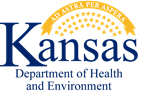 AD ASTRA PER ASPERA
Kansas
Department of Health
and Environment